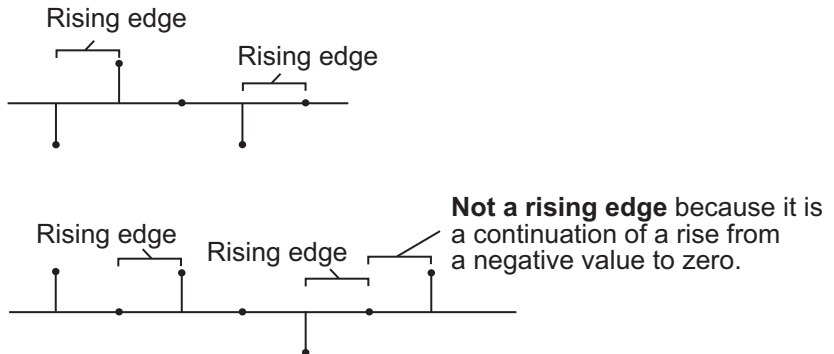 Rising edge
Rising edge
Rising edge
Rising edge
Not a rising edge because it is
a continuation of a rise from
a negative value to zero.